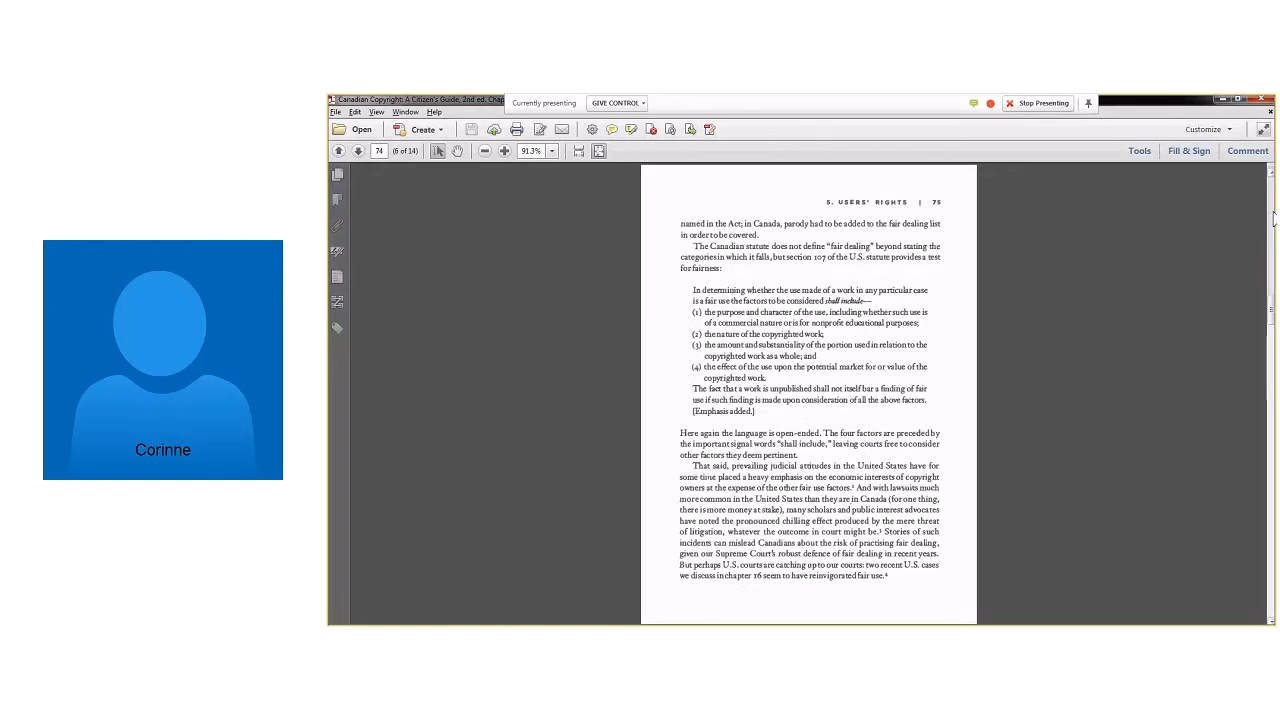 Canadian Copyright: A Citizen's Guide, 2nd ed. Chap
Currently presenting
GIVE CONTROL
Stop Presenting
File Edit View Window Help
Open
Create
Customize
74 (6 of 14)
91.3%
Tools
Fill & Sign
Comment
5. USERS' RIGHTS | 75
named in the Act; in Canada, parody had to be added to the fair dealing list
in order to be covered.
The Canadian statute does not define “fair dealing” beyond stating the
categories in which it falls, but section 107 of the U.S. statute provides a test
for fairness:
In determining whether the use made of a work in any particular case
is a fair use the factors to be considered shall include—
(1) the purpose and character of the use, including whether such use is
of a commercial nature or is for nonprofit educational purposes;
(2) the nature of the copyrighted work;
(3) the amount and substantiality of the portion used in relation to the
copyrighted work as a whole; and
(4) the effect of the use upon the potential market for or value of the
copyrighted work.
The fact that a work is unpublished shall not itself bar a finding of fair
use if such finding is made upon consideration of all the above factors.
[Emphasis added.]
Here again the language is open-ended. The four factors are preceded by
the important signal words “shall include,” leaving courts free to consider
other factors they deem pertinent.
That said, prevailing judicial attitudes in the United States have for
some time placed a heavy emphasis on the economic interests of copyright
owners at the expense of the other fair use factors.² And with lawsuits much
more common in the United States than they are in Canada (for one thing,
there is more money at stake), many scholars and public interest advocates
have noted the pronounced chilling effect produced by the mere threat
of litigation, whatever the outcome in court might be.³ Stories of such
incidents can mislead Canadians about the risk of practising fair dealing,
given our Supreme Court's robust defence of fair dealing in recent years.
But perhaps U.S. courts are catching up to our courts: two recent U.S. cases
we discuss in chapter 16 seem to have reinvigorated fair use.⁴
Corinne